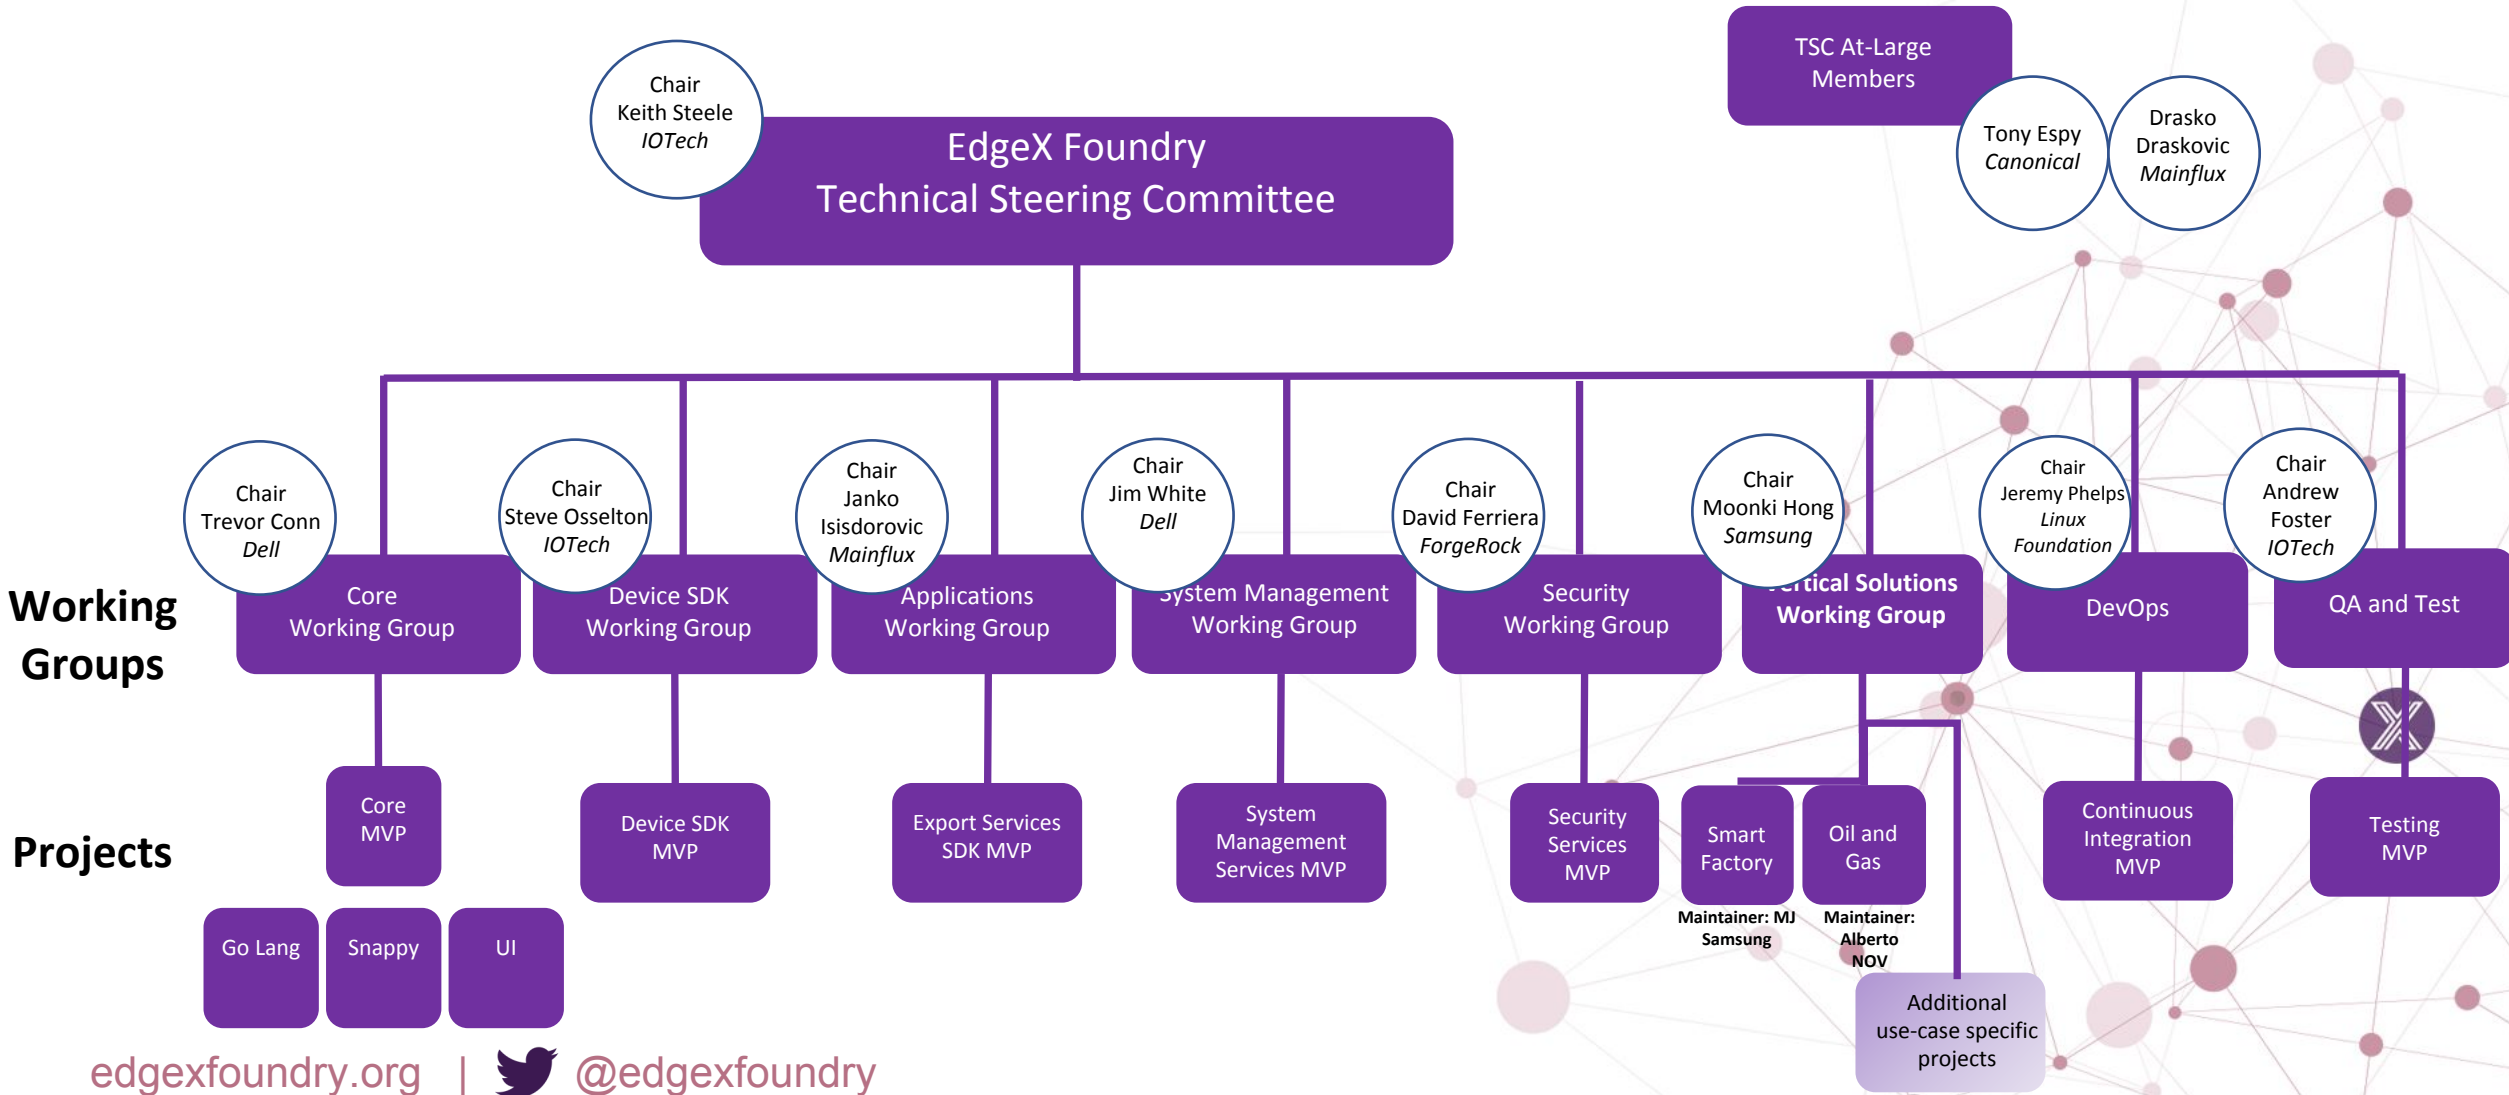 Chair
Keith Steele
IOTech
EdgeX Foundry
Technical Steering Committee
TSC At-Large
Members
Tony Espy
Canonical
Drasko
Draskovic
Mainflux
Chair
Trevor Conn
Dell
Chair
Steve Osselton
IOTech
Chair
Janko
Isisdorovic
Mainflux
Chair
Jim White
Dell
Chair
David Ferriera
ForgeRock
Chair
Moonki Hong
Samsung
Chair
Jeremy Phelps
Linux
Foundation
Chair
Andrew
Foster
IOTech
Working
Groups
Core
Working Group
Device SDK
Working Group
Applications
Working Group
System Management
Working Group
Security
Working Group
Vertical Solutions
Working Group
DevOps
QA and Test
Projects
Core
MVP
Device SDK
MVP
Export Services
SDK MVP
System
Management
Services MVP
Security
Services
MVP
Smart
Factory
Oil and
Gas
Continuous
Integration
MVP
Testing
MVP
Maintainer: MJ
Samsung
Maintainer:
Alberto
NOV
Go Lang
Snappy
UI
Additional
use-case specific
projects
edgexfoundry.org | @edgexfoundry